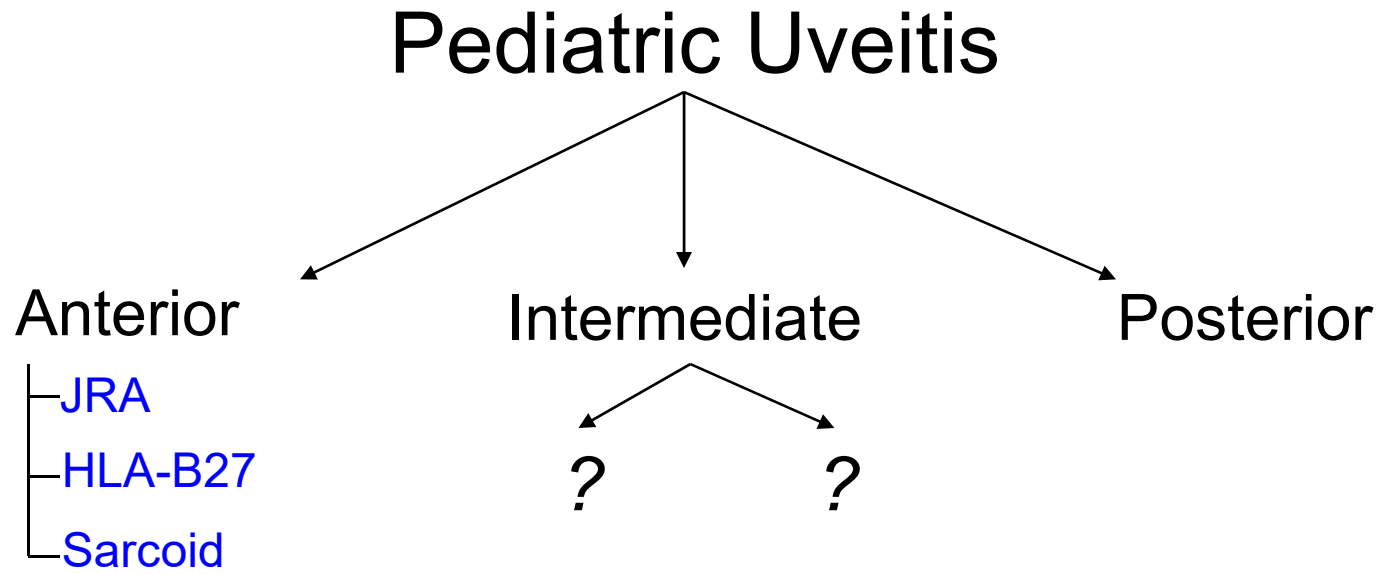 Pediatric Uveitis
Anterior
Intermediate
Posterior
JRA
HLA-B27
Sarcoid
? ?